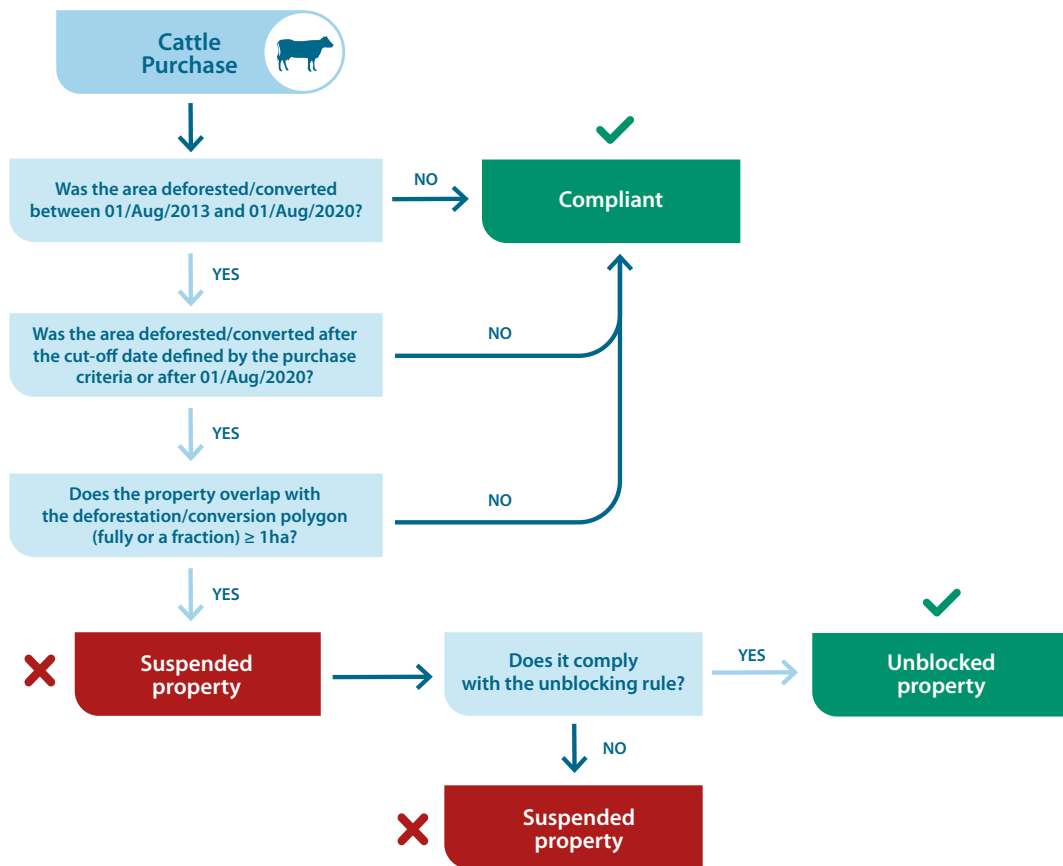 Cattle
Purchase
Was the area deforested/converted
between 01/Aug/2013 and 01/Aug/2020?
NO
Compliant
YES
Was the area deforested/converted after
the cut-off date defined by the purchase
criteria or after 01/Aug/2020?
NO
YES
Does the property overlap with
the deforestation/conversion polygon
(fully or a fraction) ≥ 1ha?
NO
YES
Suspended
property
Does it comply
with the unblocking rule?
YES
Unblocked
property
NO
Suspended
property